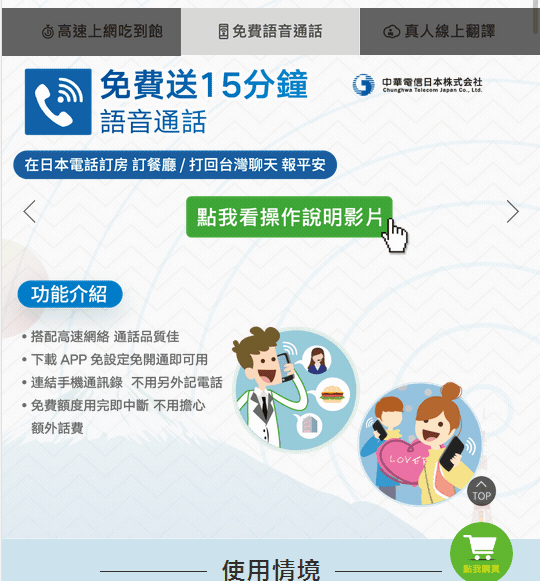 高速上網吃到飽
免費語音通話
真人線上翻譯
免費送15分鐘
語音通話
中華電信日本株式会社
Chunghwa Telecom Japan Co., Ltd.
在日本電話訂房 訂餐廳 / 打回台灣聊天 報平安
點我看操作說明影片
功能介紹
• 搭配高速網絡 通話品質佳
• 下載 APP 免設定免開通即可用
• 連結手機通訊錄 不用另外記電話
• 免費額度用完即中斷 不用擔心
額外話費
LOVE
TOP
點我購買
使用情境